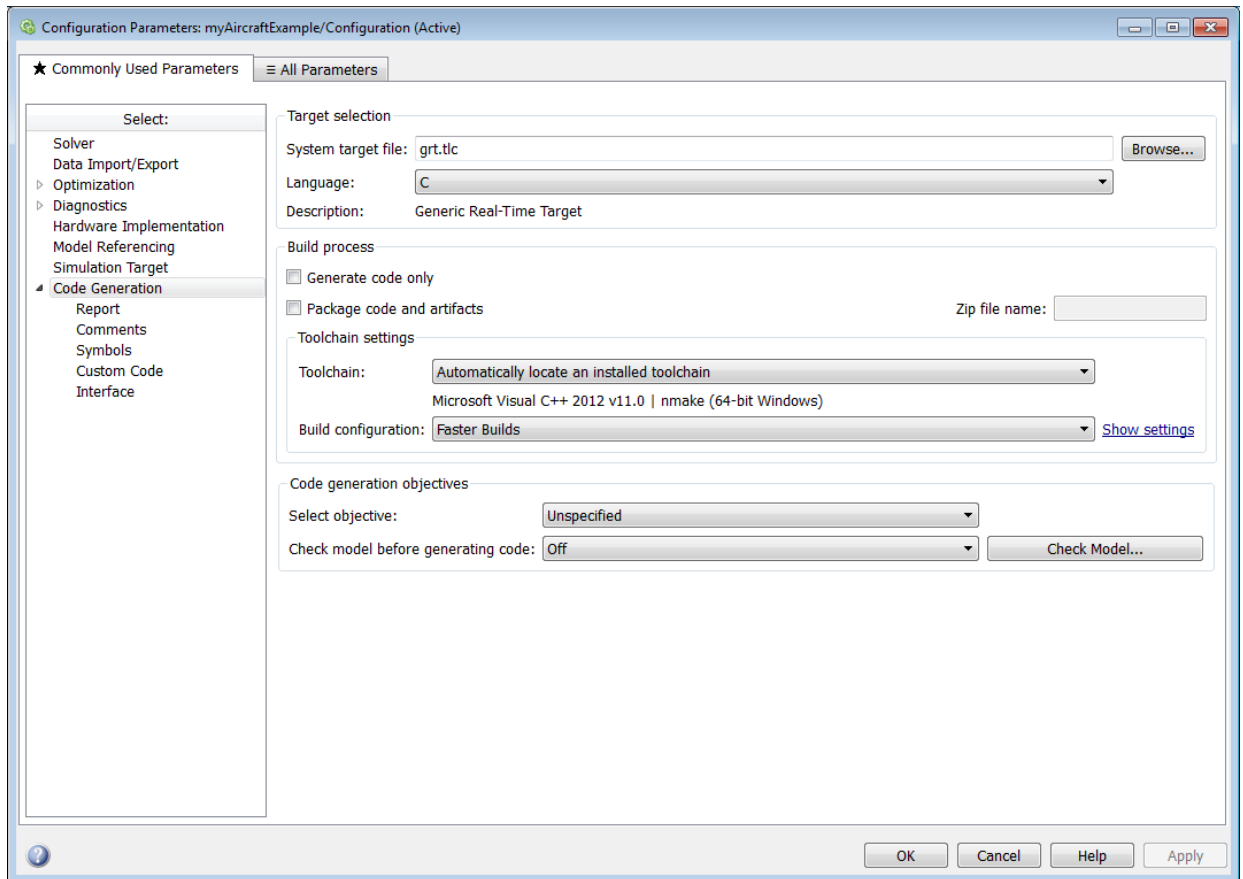 Configuration Parameters: myAircraftExample/Configuration (Active)
★ Commonly Used Parameters
≡ All Parameters
Select:
Solver
Data Import/Export
Optimization
Diagnostics
Hardware Implementation
Model Referencing
Simulation Target
Code Generation
Report
Comments
Symbols
Custom Code
Interface
Target selection
System target file: grt.tlc Browse...
Language: C
Description: Generic Real-Time Target
Build process
Generate code only
Package code and artifacts Zip file name:
Toolchain settings
Toolchain: Automatically locate an installed toolchain
Microsoft Visual C++ 2012 v11.0 | nmake (64-bit Windows)
Build configuration: Faster Builds Show settings
Code generation objectives
Select objective: Unspecified
Check model before generating code: Off Check Model...
? OK Cancel Help Apply